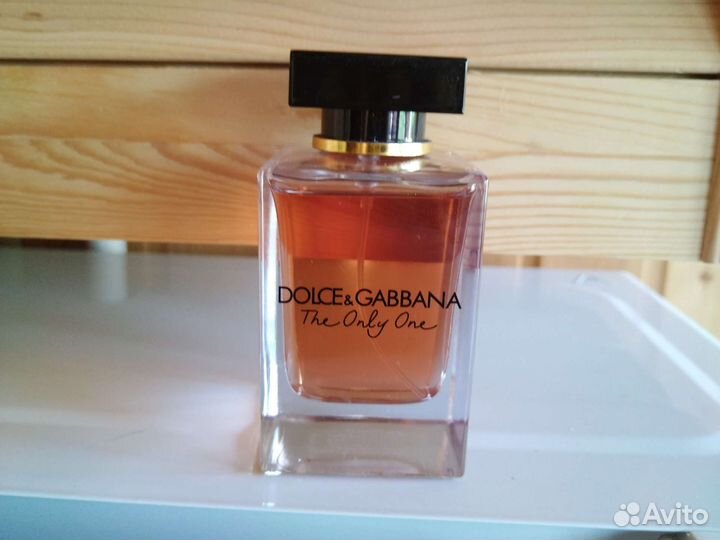 DOLCE&GABBANA
The Only One
Avito